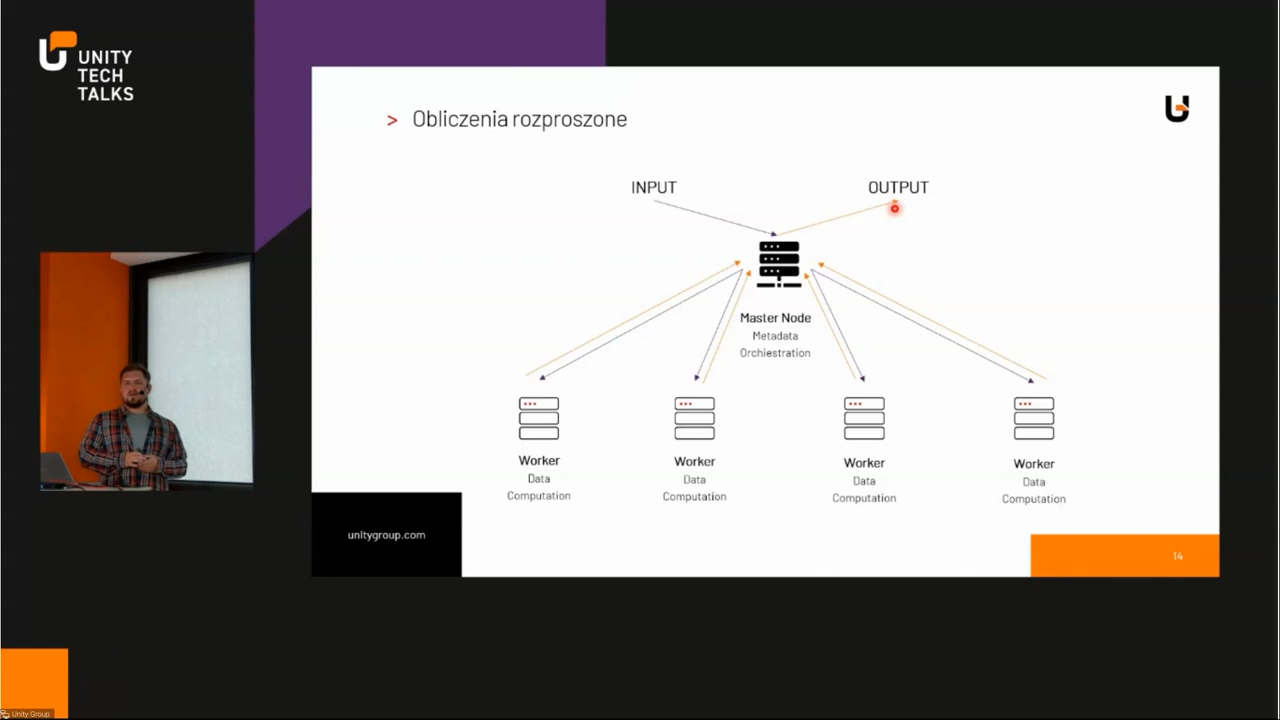 UNITY
TECH
TALKS
> Obliczenia rozproszone
INPUT
OUTPUT
Master Node
Metadata
Orchiestration
Worker
Data
Computation
Worker
Data
Computation
Worker
Data
Computation
Worker
Data
Computation
unitygroup.com
14
Unity Group